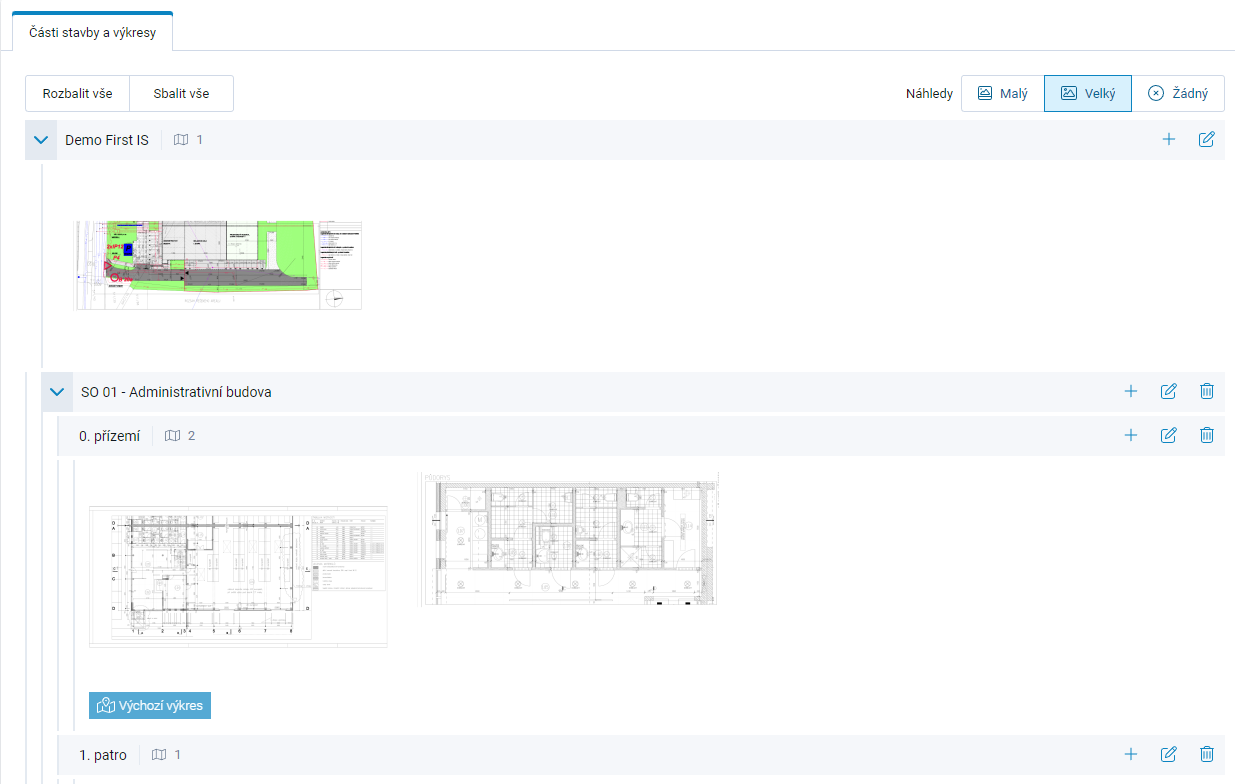 Části stavby a výkresy
Rozbalit vše Sbalit vše Náhledy Malý Velký Žádný
Demo First IS 1
SO 01 - Administrativní budova
0. přízemí 2
Výchozí výkres
1. patro 1